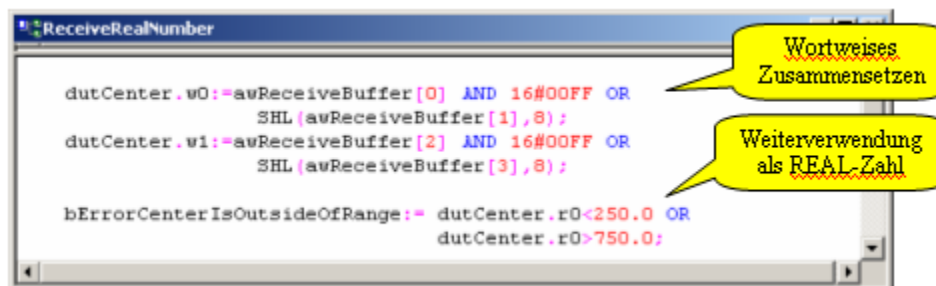 ReceiveRealNumber
Wortweises
Zusammensetzen
dutCenter.w0:=awReceiveBuffer[0] AND 16#00FF OR
SHL(awReceiveBuffer[1],8);
dutCenter.w1:=awReceiveBuffer[2] AND 16#00FF OR
SHL(awReceiveBuffer[3],8);
Weiterverwendung
als REAL-Zahl
bErrorCenterIsOutsideOfRange:= dutCenter.r0<250.0 OR
dutCenter.r0>750.0;